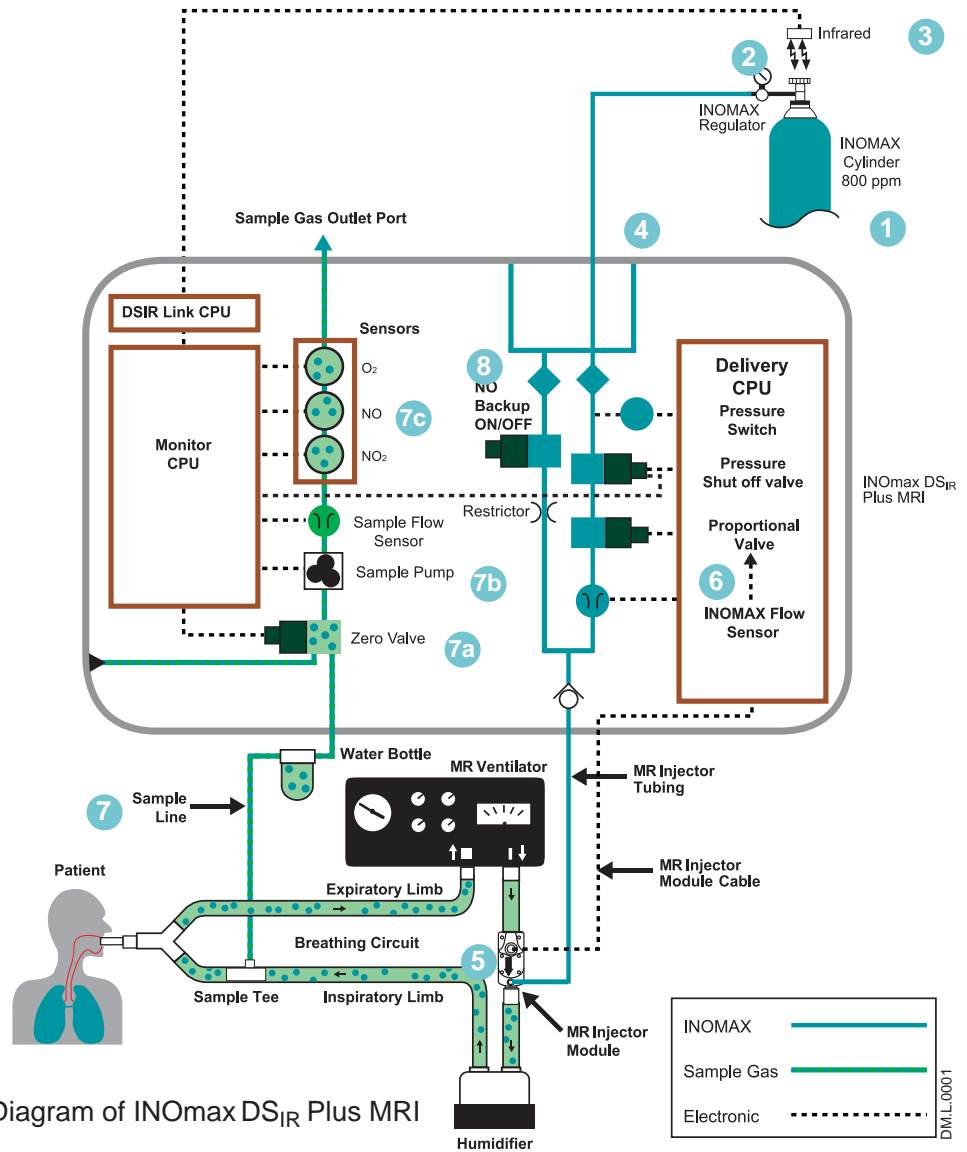 Infrared
3
2
INOMAX
Regulator
INOMAX
Cylinder
800 ppm
1
Sample Gas Outlet Port
4
DSIR Link CPU
Sensors
O₂
NO
NO₂
7c
Monitor
CPU
8
NO
Backup
ON/OFF
Delivery
CPU
Pressure
Switch
Pressure
Shut off valve
Proportional
Valve
6
INOMAX Flow
Sensor
INOmax DSIR
Plus MRI
Restrictor
Sample Flow
Sensor
Sample Pump
7b
Zero Valve
7a
Water Bottle
MR Ventilator
MR Injector
Tubing
7
Sample
Line
Patient
Expiratory Limb
MR Injector
Module Cable
Breathing Circuit
5
Sample Tee
Inspiratory Limb
MR Injector
Module
Humidifier
INOMAX
Sample Gas
Electronic
DM.L.0001
Diagram of INOmax DSIR Plus MRI